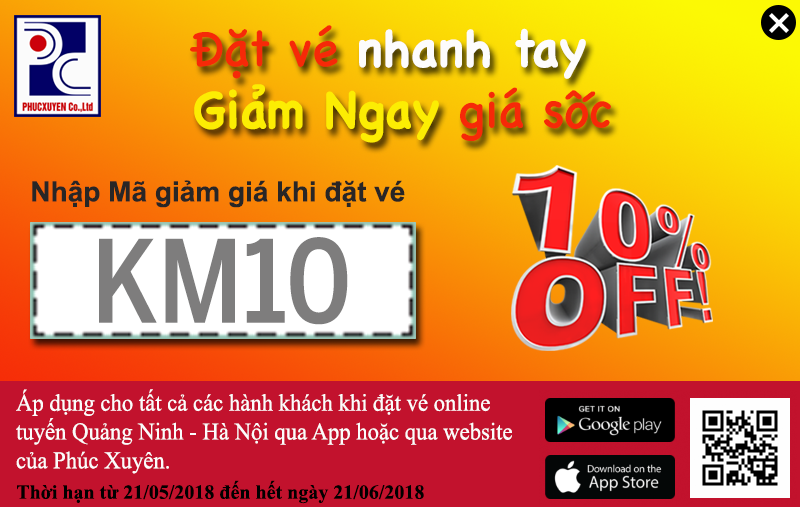 PC
PHUCXUYEN Co.,Ltd
Đặt vé nhanh tay
Giảm Ngay giá sốc
Nhập Mã giảm giá khi đặt vé
KM10
10%
OFF!
Áp dụng cho tất cả các hành khách khi đặt vé online
tuyến Quảng Ninh - Hà Nội qua App hoặc qua website
của Phúc Xuyên.
Thời hạn từ 21/05/2018 đến hết ngày 21/06/2018
GET IT ON
Google play
Download on the
App Store